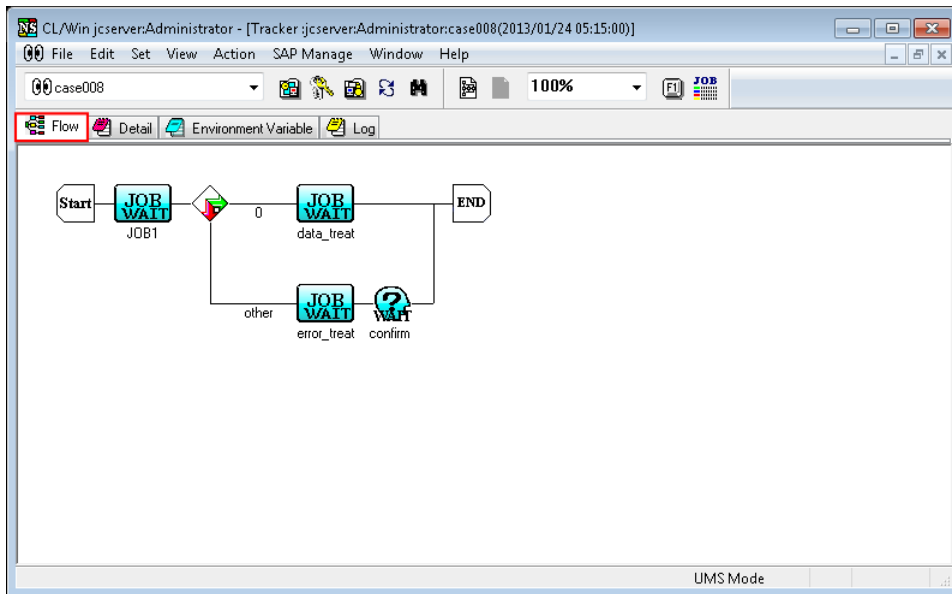 NS CL/Win jcserver:Administrator - [Tracker :jcserver:Administrator:case008(2013/01/24 05:15:00)]
File Edit Set View Action SAP Manage Window Help
case008 100% F1 JOB
Flow Detail Environment Variable Log
Start JOB WAIT 0 JOB WAIT END
JOB1 data_treat
other JOB WAIT ? WAIT
error_treat confirm
UMS Mode